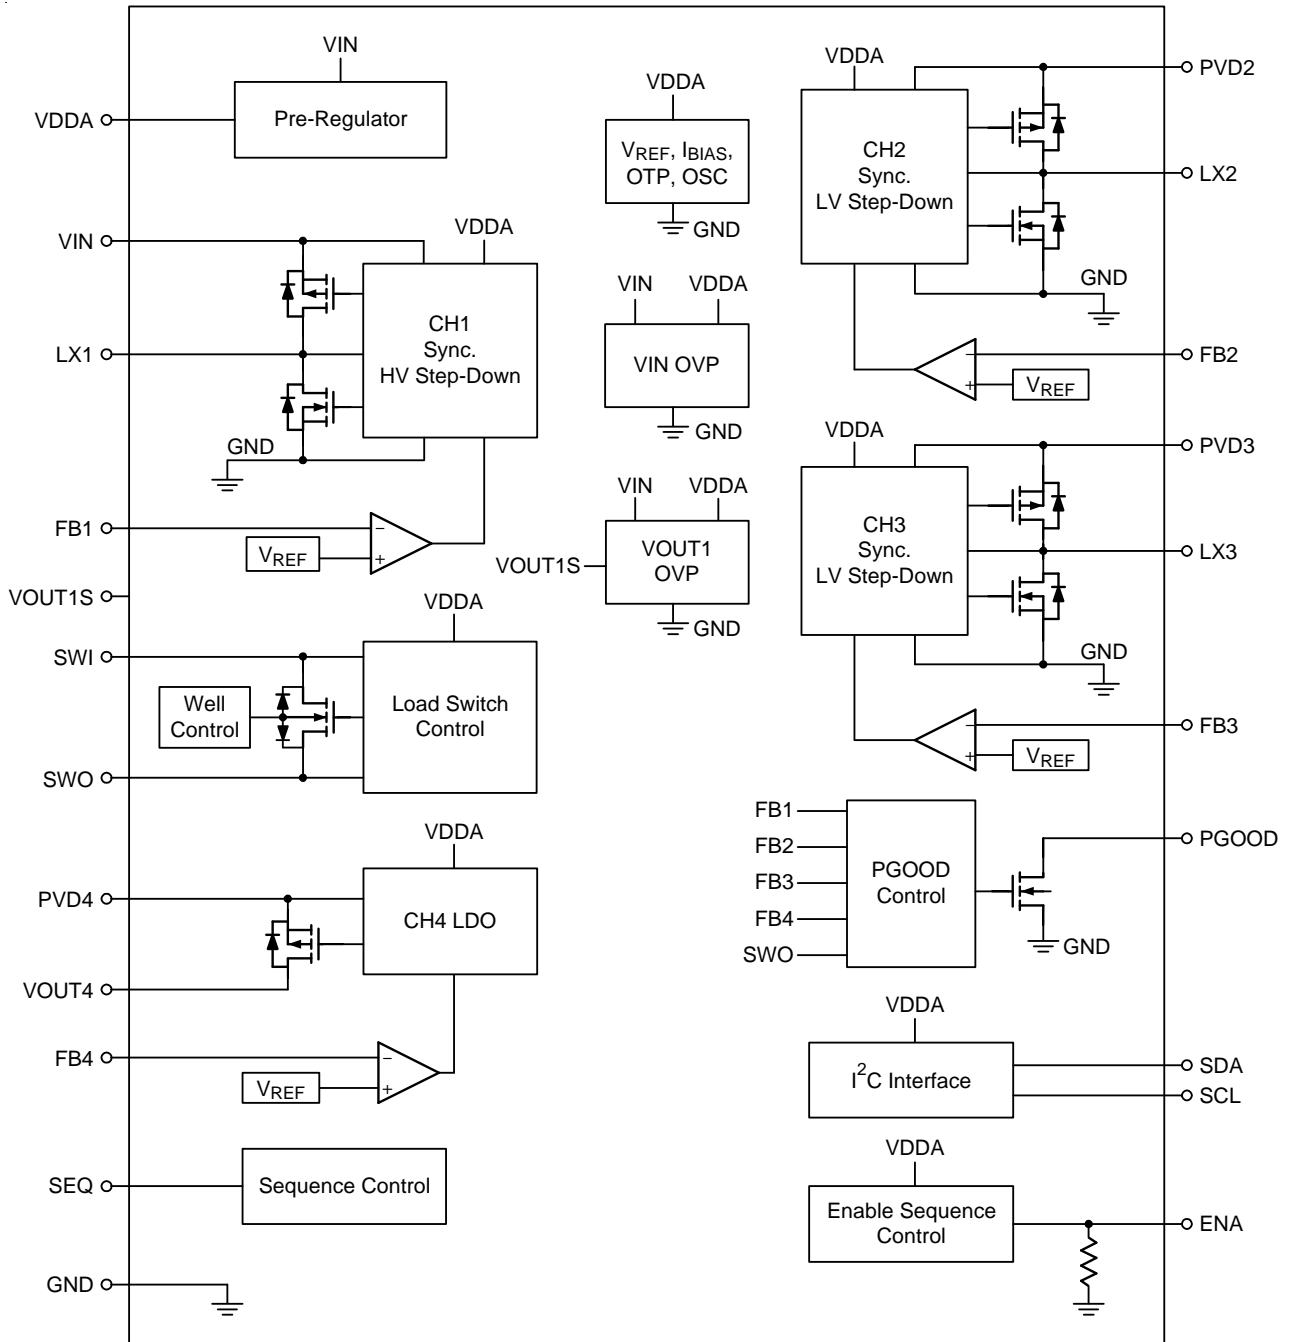 VIN
VDDA
Pre-Regulator
VIN
VDDA
LX1
CH1
Sync.
HV Step-Down
GND
FB1
VREF
−
+
VOUT1S
VDDA
SWI
Well
Control
Load Switch
Control
SWO
VDDA
PVD4
CH4 LDO
VOUT4
FB4
VREF
−
+
SEQ
Sequence Control
GND
VDDA
VREF, IBIAS,
OTP, OSC
GND
VIN VDDA
VIN OVP
GND
VIN VDDA
VOUT1S
VOUT1
OVP
GND
VDDA
PVD2
CH2
Sync.
LV Step-Down
LX2
GND
FB2
−
+
VREF
VDDA
PVD3
CH3
Sync.
LV Step-Down
LX3
GND
FB3
−
+
VREF
FB1
FB2
FB3
FB4
SWO
PGOOD
Control
PGOOD
GND
VDDA
I2C Interface
SDA
SCL
VDDA
Enable Sequence
Control
ENA